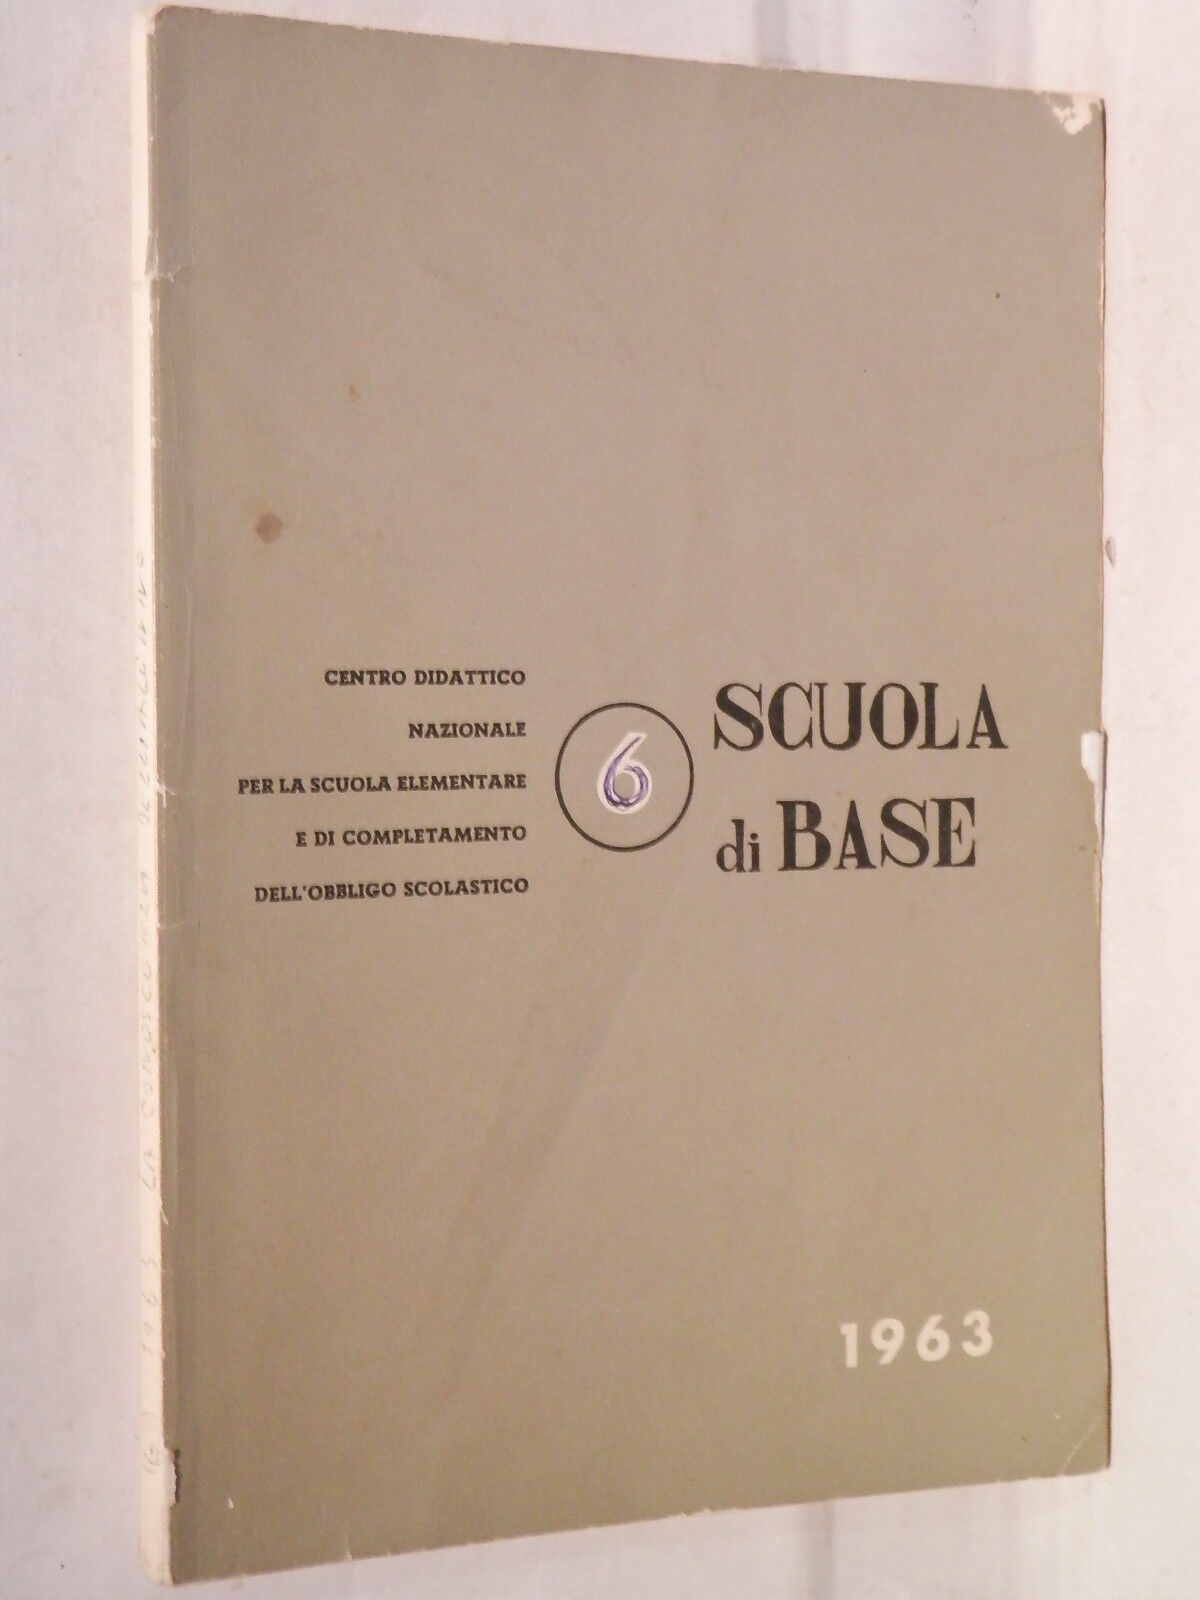 CENTRO DIDATTICO
NAZIONALE
PER LA SCUOLA ELEMENTARE
E DI COMPLETAMENTO
DELL'OBBLIGO SCOLASTICO
6
SCUOLA
di BASE
1963